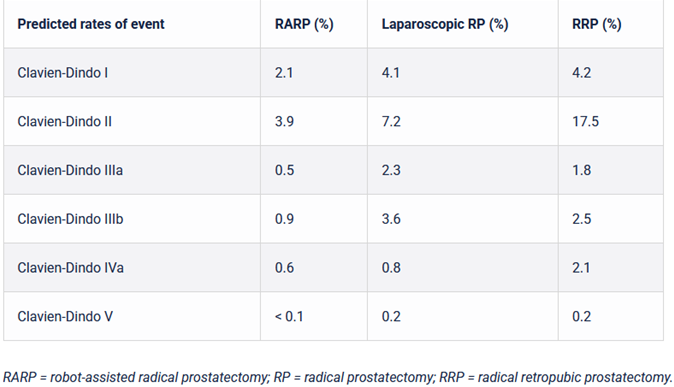 Predicted rates of event RARP (%) Laparoscopic RP (%) RRP (%)
Clavien-Dindo I 2.1 4.1 4.2
Clavien-Dindo II 3.9 7.2 17.5
Clavien-Dindo IIIa 0.5 2.3 1.8
Clavien-Dindo IIIb 0.9 3.6 2.5
Clavien-Dindo IVa 0.6 0.8 2.1
Clavien-Dindo V < 0.1 0.2 0.2
RARP = robot-assisted radical prostatectomy; RP = radical prostatectomy; RRP = radical retropubic prostatectomy.